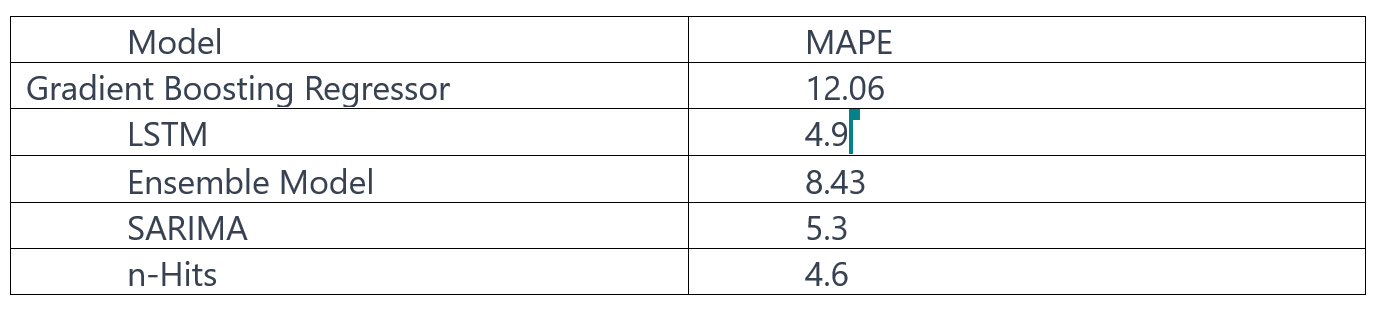 Model MAPE
Gradient Boosting Regressor 12.06
LSTM 4.9
Ensemble Model 8.43
SARIMA 5.3
n-Hits 4.6